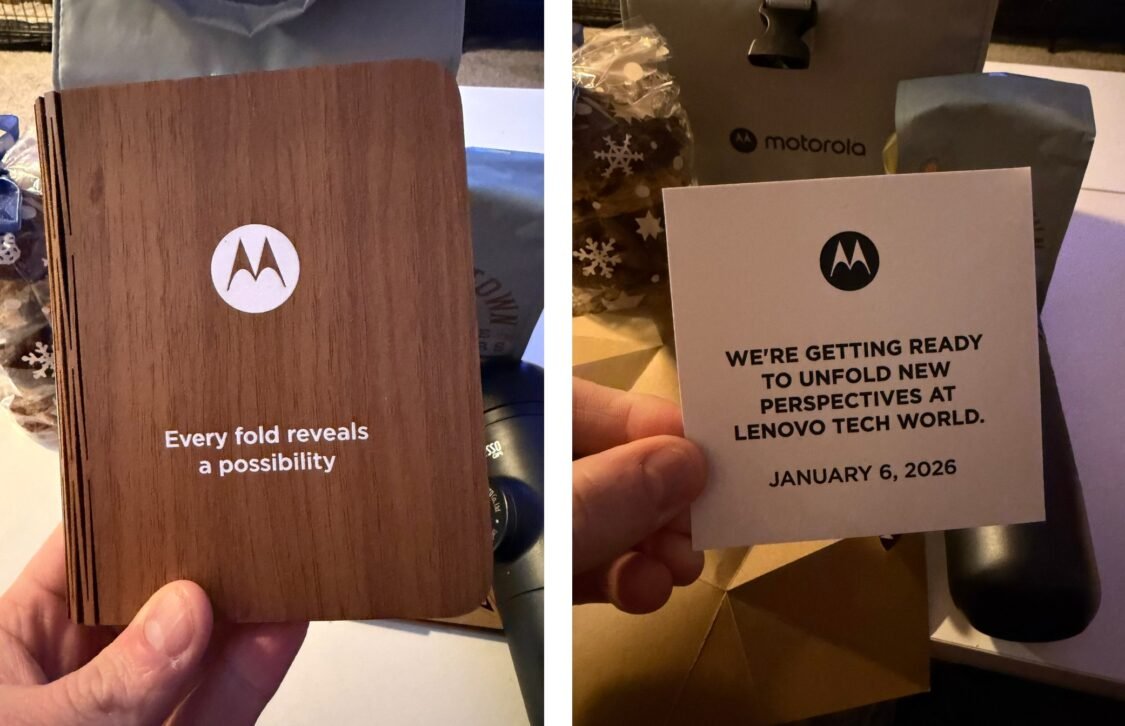 Every fold reveals
a possibility
motorola
WE'RE GETTING READY
TO UNFOLD NEW
PERSPECTIVES AT
LENOVO TECH WORLD.
JANUARY 6, 2026